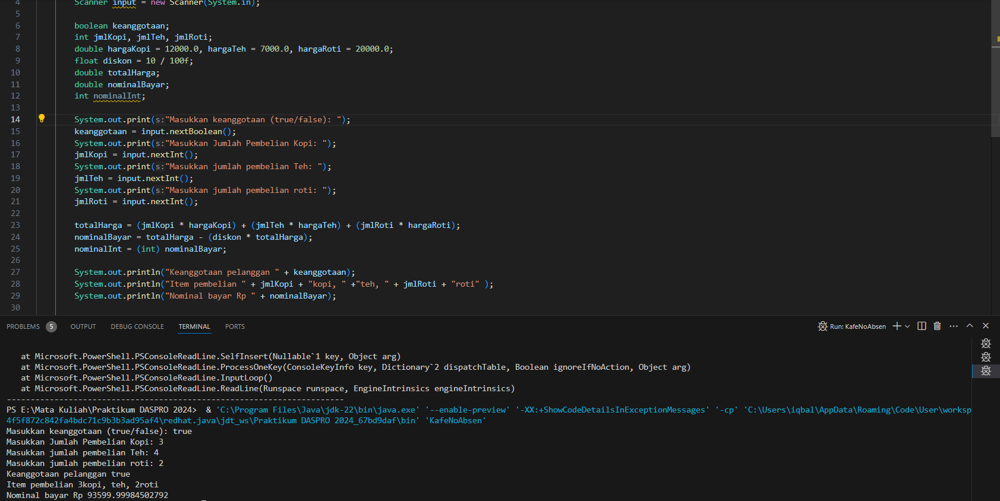 4 Scanner input = new Scanner(System.in);
5
6 boolean keanggotaan;
7 int jmlKopi, jmlTeh, jmlRoti;
8 double hargaKopi = 12000.0, hargaTeh = 7000.0, hargaRoti = 20000.0;
9 float diskon = 10 / 100f;
10 double totalHarga;
11 double nominalBayar;
12 int nominalInt;
13
14 System.out.print(s:"Masukkan keanggotaan (true/false): ");
15 keanggotaan = input.nextBoolean();
16 System.out.print(s:"Masukkan Jumlah Pembelian Kopi: ");
17 jmlKopi = input.nextInt();
18 System.out.print(s:"Masukkan jumlah pembelian Teh: ");
19 jmlTeh = input.nextInt();
20 System.out.print(s:"Masukkan jumlah pembelian roti: ");
21 jmlRoti = input.nextInt();
22
23 totalHarga = (jmlKopi * hargaKopi) + (jmlTeh * hargaTeh) + (jmlRoti * hargaRoti);
24 nominalBayar = totalHarga - (diskon * totalHarga);
25 nominalInt = (int) nominalBayar;
26
27 System.out.println("Keanggotaan pelanggan " + keanggotaan);
28 System.out.println("Item pembelian " + jmlKopi + "kopi, " +"teh, " + jmlRoti + "roti" );
29 System.out.println("Nominal bayar Rp " + nominalBayar);
30
PROBLEMS 5 OUTPUT DEBUG CONSOLE TERMINAL PORTS Run: KafeNoAbsen
at Microsoft.PowerShell.PSConsoleReadLine.SelfInsert(Nullable`1 key, Object arg)
at Microsoft.PowerShell.PSConsoleReadLine.ProcessOneKey(ConsoleKeyInfo key, Dictionary`2 dispatchTable, Boolean ignoreIfNoAction, Object arg)
at Microsoft.PowerShell.PSConsoleReadLine.InputLoop()
at Microsoft.PowerShell.PSConsoleReadLine.ReadLine(Runspace runspace, EngineIntrinsics engineIntrinsics)
-----------------------------------------------------------------------
PS E:\Mata Kuliah\Praktikum DASPRO 2024>  & 'C:\Program Files\Java\jdk-22\bin\java.exe' '--enable-preview' '-XX:+ShowCodeDetailsInExceptionMessages' '-cp' 'C:\Users\iqbal\AppData\Roaming\Code\User\worksp
4f5f872c842fa4bdc71c9b3b3ad95af4\redhat.java\jdt_ws\Praktikum DASPRO 2024_67bd9daf\bin' 'KafeNoAbsen'
Masukkan keanggotaan (true/false): true
Masukkan Jumlah Pembelian Kopi: 3
Masukkan jumlah pembelian Teh: 4
Masukkan jumlah pembelian roti: 2
Keanggotaan pelanggan true
Item pembelian 3kopi, teh, 2roti
Nominal bayar Rp 93599.99984502792